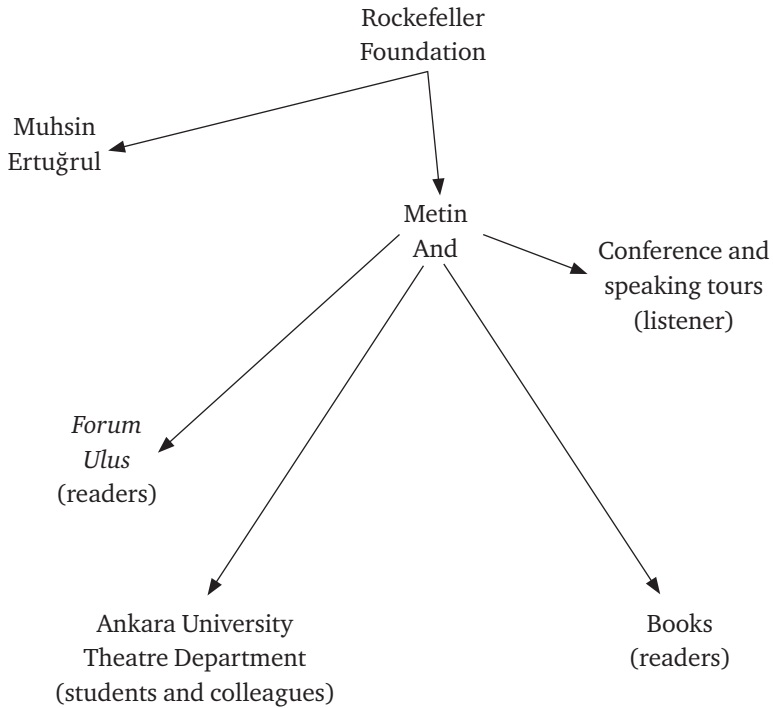 Rockefeller
Foundation
Muhsin
Ertuğrul
Metin
And
Conference and
speaking tours
(listener)
Forum
Ulus
(readers)
Ankara University
Theatre Department
(students and colleagues)
Books
(readers)